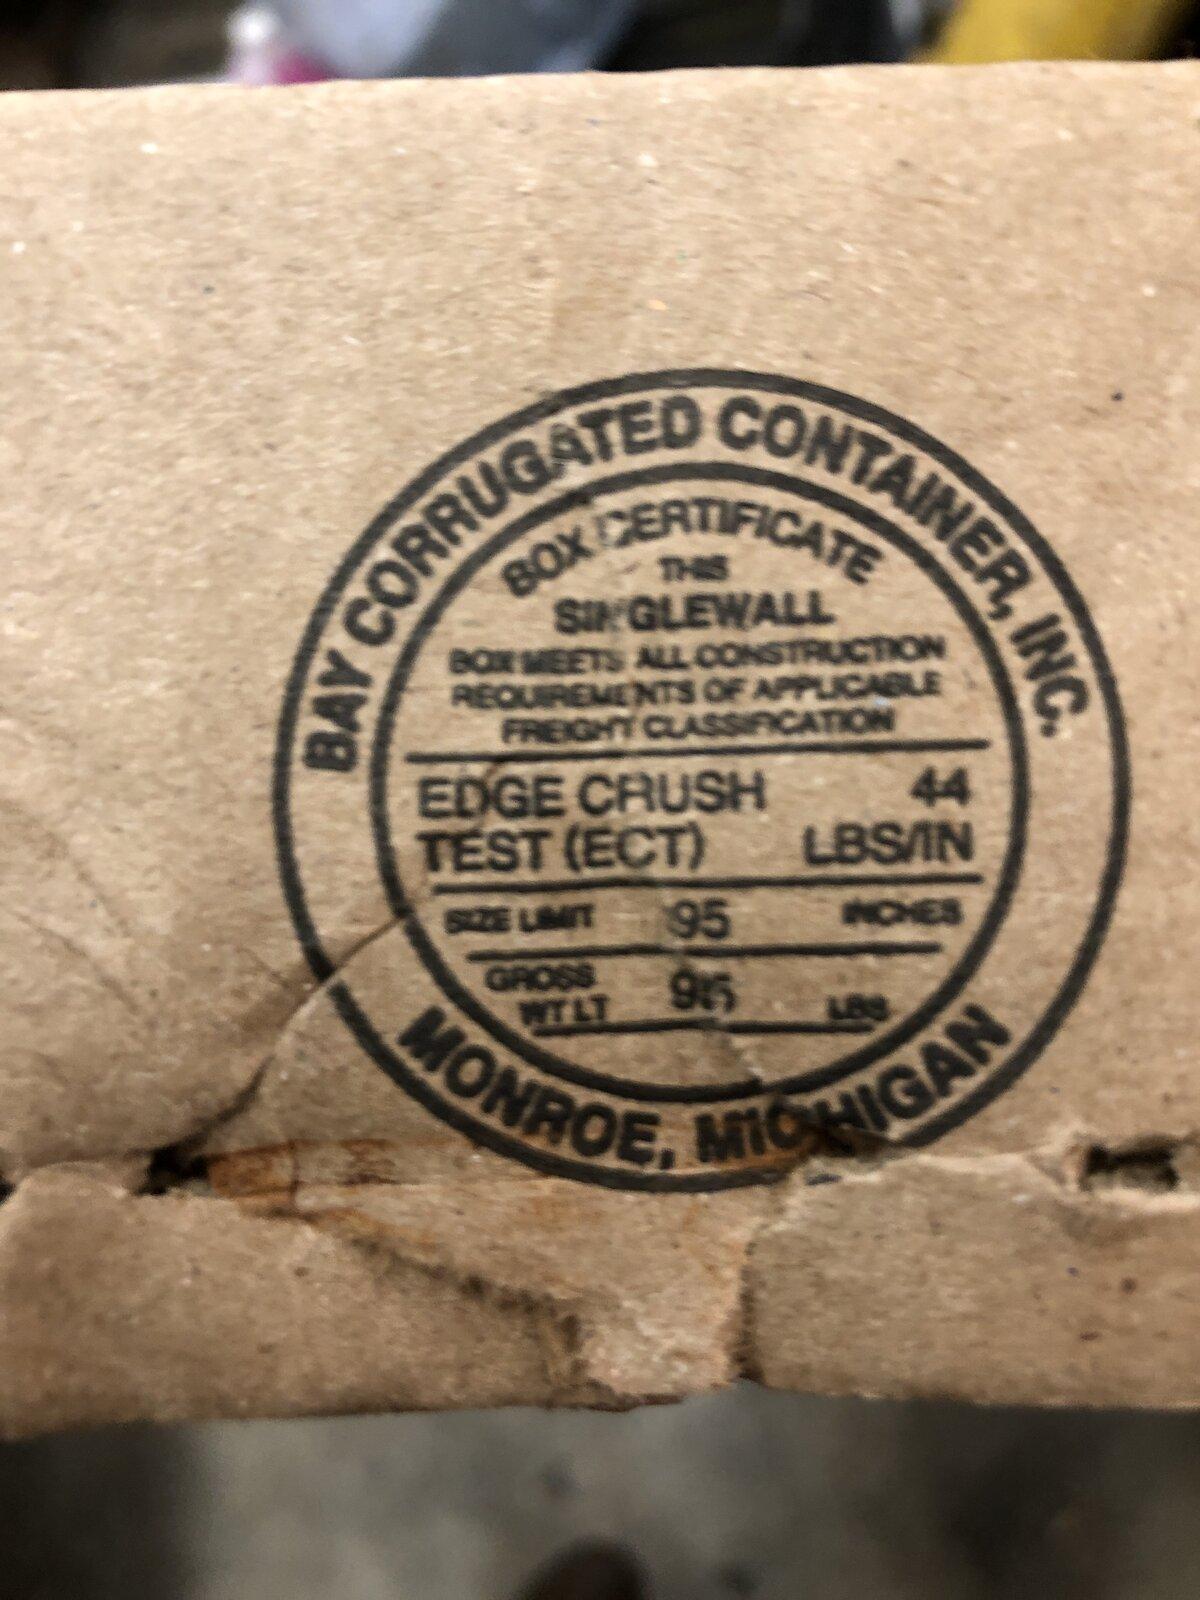 BAY CORRUGATED CONTAINER, INC.
BOX CERTIFICATE
THIS
SINGLEWALL
BOX MEETS ALL CONSTRUCTION
REQUIREMENTS OF APPLICABLE
FREIGHT CLASSIFICATION
EDGE CRUSH 44
TEST (ECT) LBS/IN
SIZE LIMIT 95 INCHES
GROSS
WT LT 95 LBS
MONROE, MICHIGAN